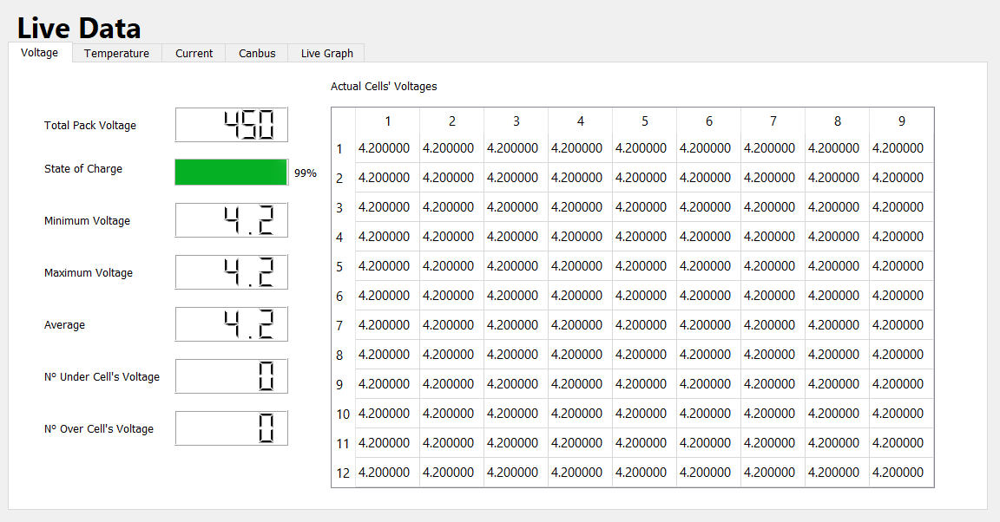 Live Data
Voltage Temperature Current Canbus Live Graph
Actual Cells' Voltages
Total Pack Voltage 450
State of Charge 99%
Minimum Voltage 4.2
Maximum Voltage 4.2
Average 4.2
Nº Under Cell's Voltage 0
Nº Over Cell's Voltage 0
1 2 3 4 5 6 7 8 9
1 4.200000 4.200000 4.200000 4.200000 4.200000 4.200000 4.200000 4.200000 4.200000
2 4.200000 4.200000 4.200000 4.200000 4.200000 4.200000 4.200000 4.200000 4.200000
3 4.200000 4.200000 4.200000 4.200000 4.200000 4.200000 4.200000 4.200000 4.200000
4 4.200000 4.200000 4.200000 4.200000 4.200000 4.200000 4.200000 4.200000 4.200000
5 4.200000 4.200000 4.200000 4.200000 4.200000 4.200000 4.200000 4.200000 4.200000
6 4.200000 4.200000 4.200000 4.200000 4.200000 4.200000 4.200000 4.200000 4.200000
7 4.200000 4.200000 4.200000 4.200000 4.200000 4.200000 4.200000 4.200000 4.200000
8 4.200000 4.200000 4.200000 4.200000 4.200000 4.200000 4.200000 4.200000 4.200000
9 4.200000 4.200000 4.200000 4.200000 4.200000 4.200000 4.200000 4.200000 4.200000
10 4.200000 4.200000 4.200000 4.200000 4.200000 4.200000 4.200000 4.200000 4.200000
11 4.200000 4.200000 4.200000 4.200000 4.200000 4.200000 4.200000 4.200000 4.200000
12 4.200000 4.200000 4.200000 4.200000 4.200000 4.200000 4.200000 4.200000 4.200000